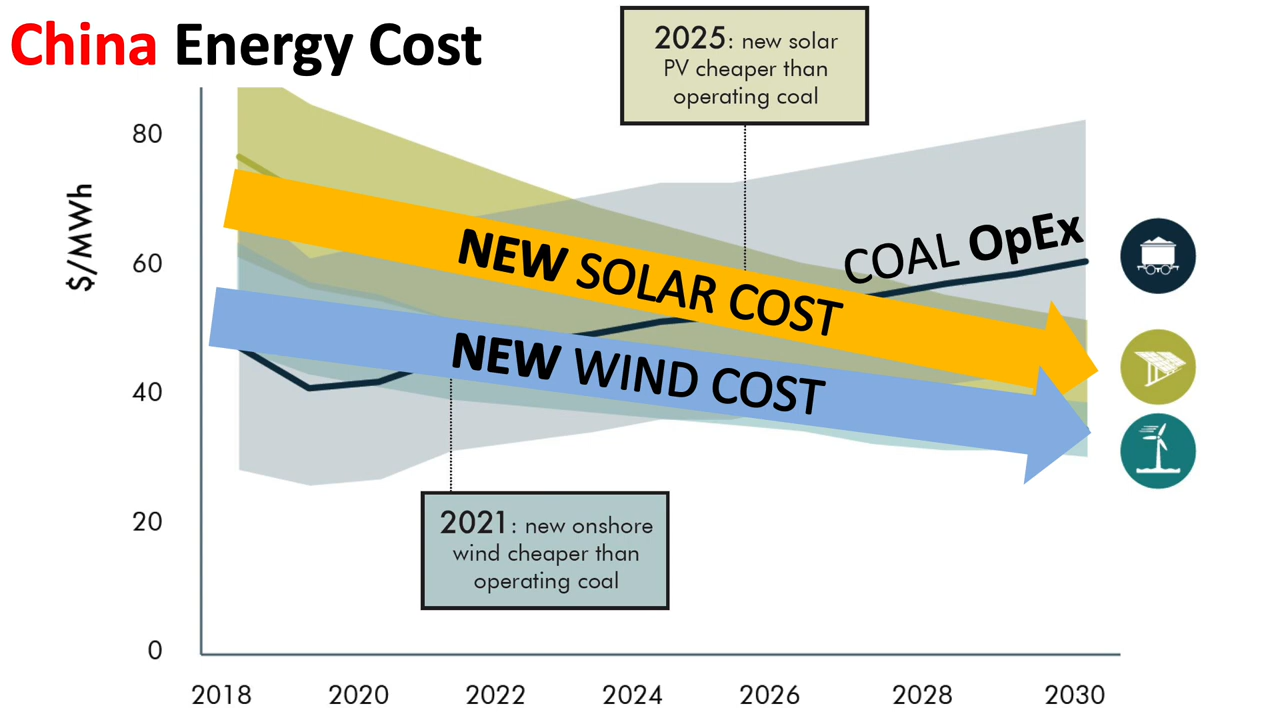 China Energy Cost
2025: new solar
PV cheaper than
operating coal
$/MWh
80
60
40
20
0
COAL OpEx
NEW SOLAR COST
NEW WIND COST
2021: new onshore
wind cheaper than
operating coal
2018 2020 2022 2024 2026 2028 2030